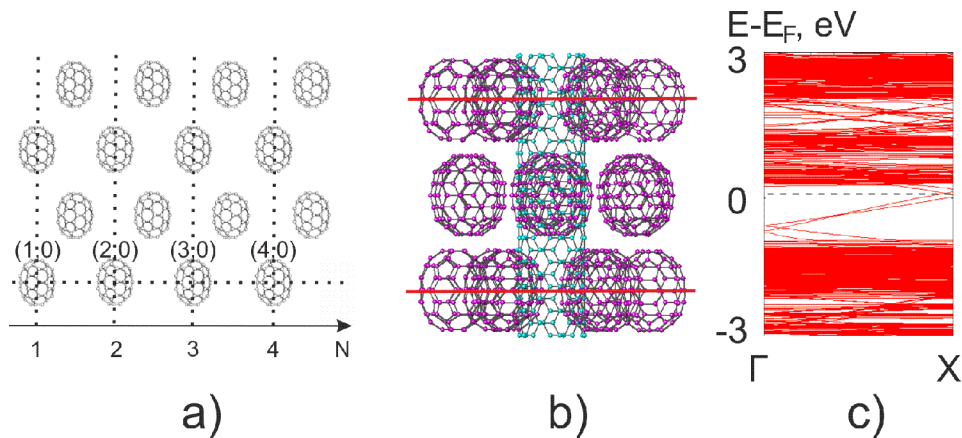 (1;0) (2;0) (3;0) (4;0)
1 2 3 4 N
a)
b)
E-E_F, eV
3
0
-3
Γ X
c)